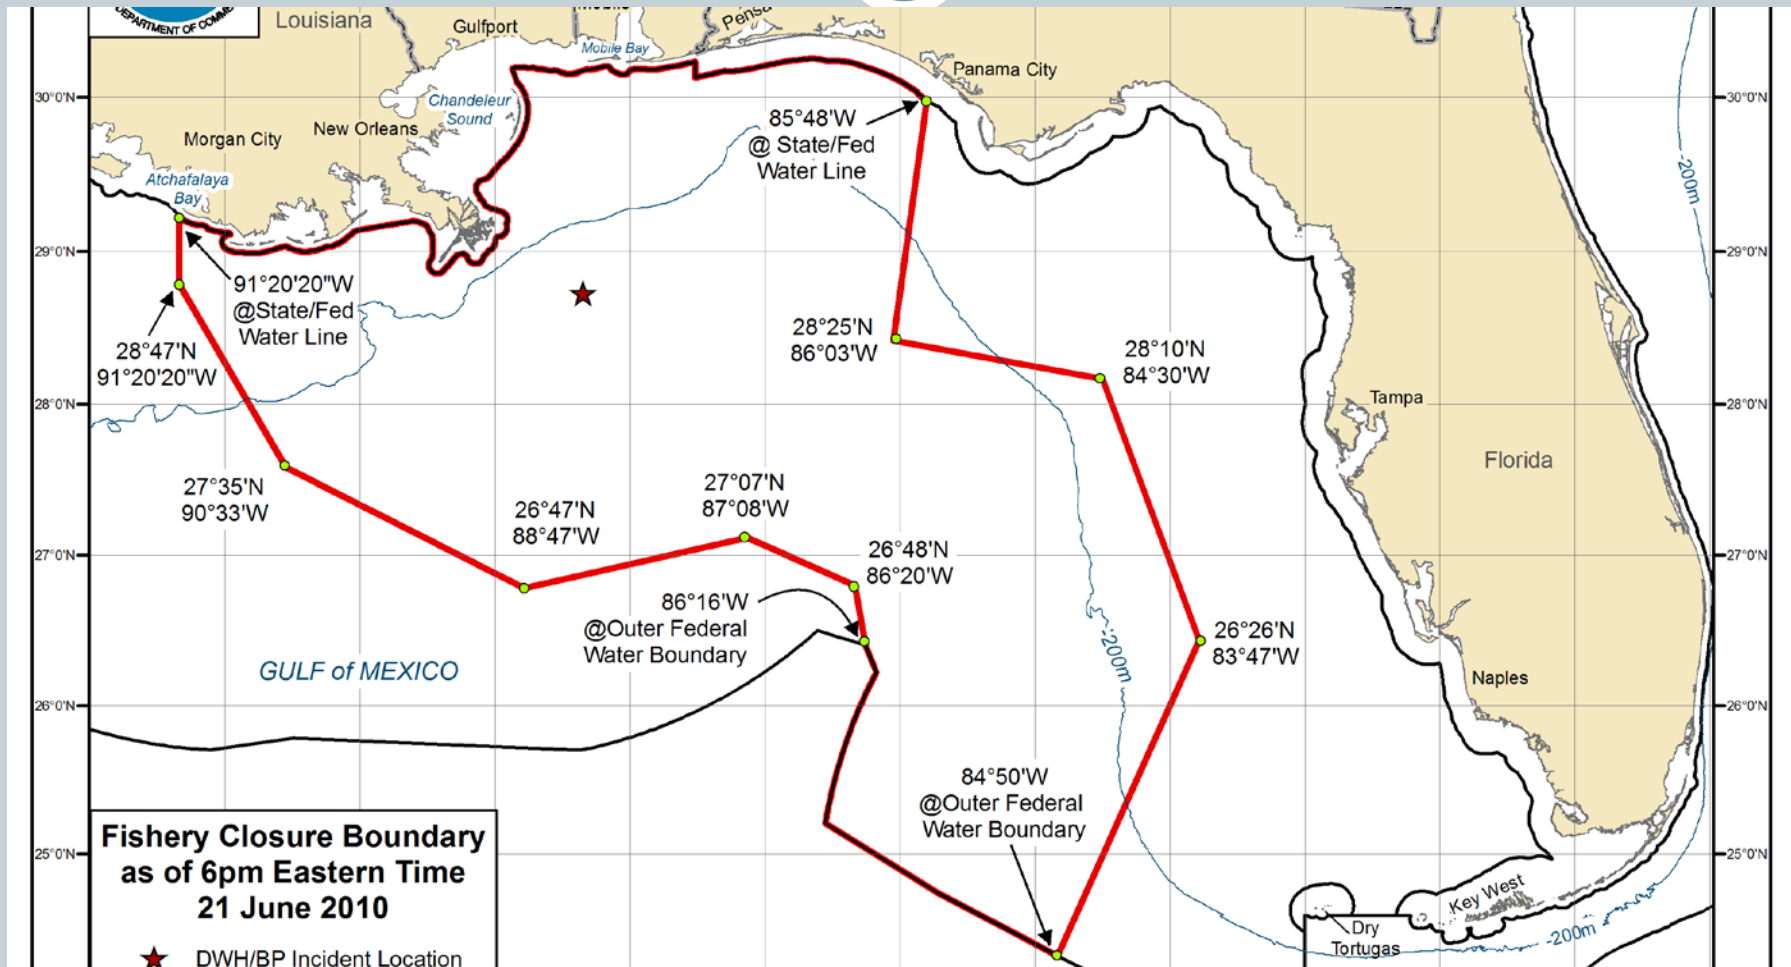 DEPARTMENT OF COMME
Louisiana
Gulfport
Mobile Bay
Panama City
Chandeleur
Sound
New Orleans
Morgan City
Atchafalaya
Bay
85°48'W
@ State/Fed
Water Line
30°0'N
30°0'N
29°0'N
29°0'N
-200m
91°20'20"W
@State/Fed
Water Line
28°47'N
91°20'20"W
28°25'N
86°03'W
28°10'N
84°30'W
28°0'N
28°0'N
Tampa
Florida
27°35'N
90°33'W
26°47'N
88°47'W
27°07'N
87°08'W
26°48'N
86°20'W
27°0'N
27°0'N
86°16'W
@Outer Federal
Water Boundary
-200m
26°26'N
83°47'W
GULF of MEXICO
Naples
26°0'N
26°0'N
84°50'W
@Outer Federal
Water Boundary
25°0'N
25°0'N
Fishery Closure Boundary
as of 6pm Eastern Time
21 June 2010
DWH/BP Incident Location
Key West
Dry
Tortugas
-200m